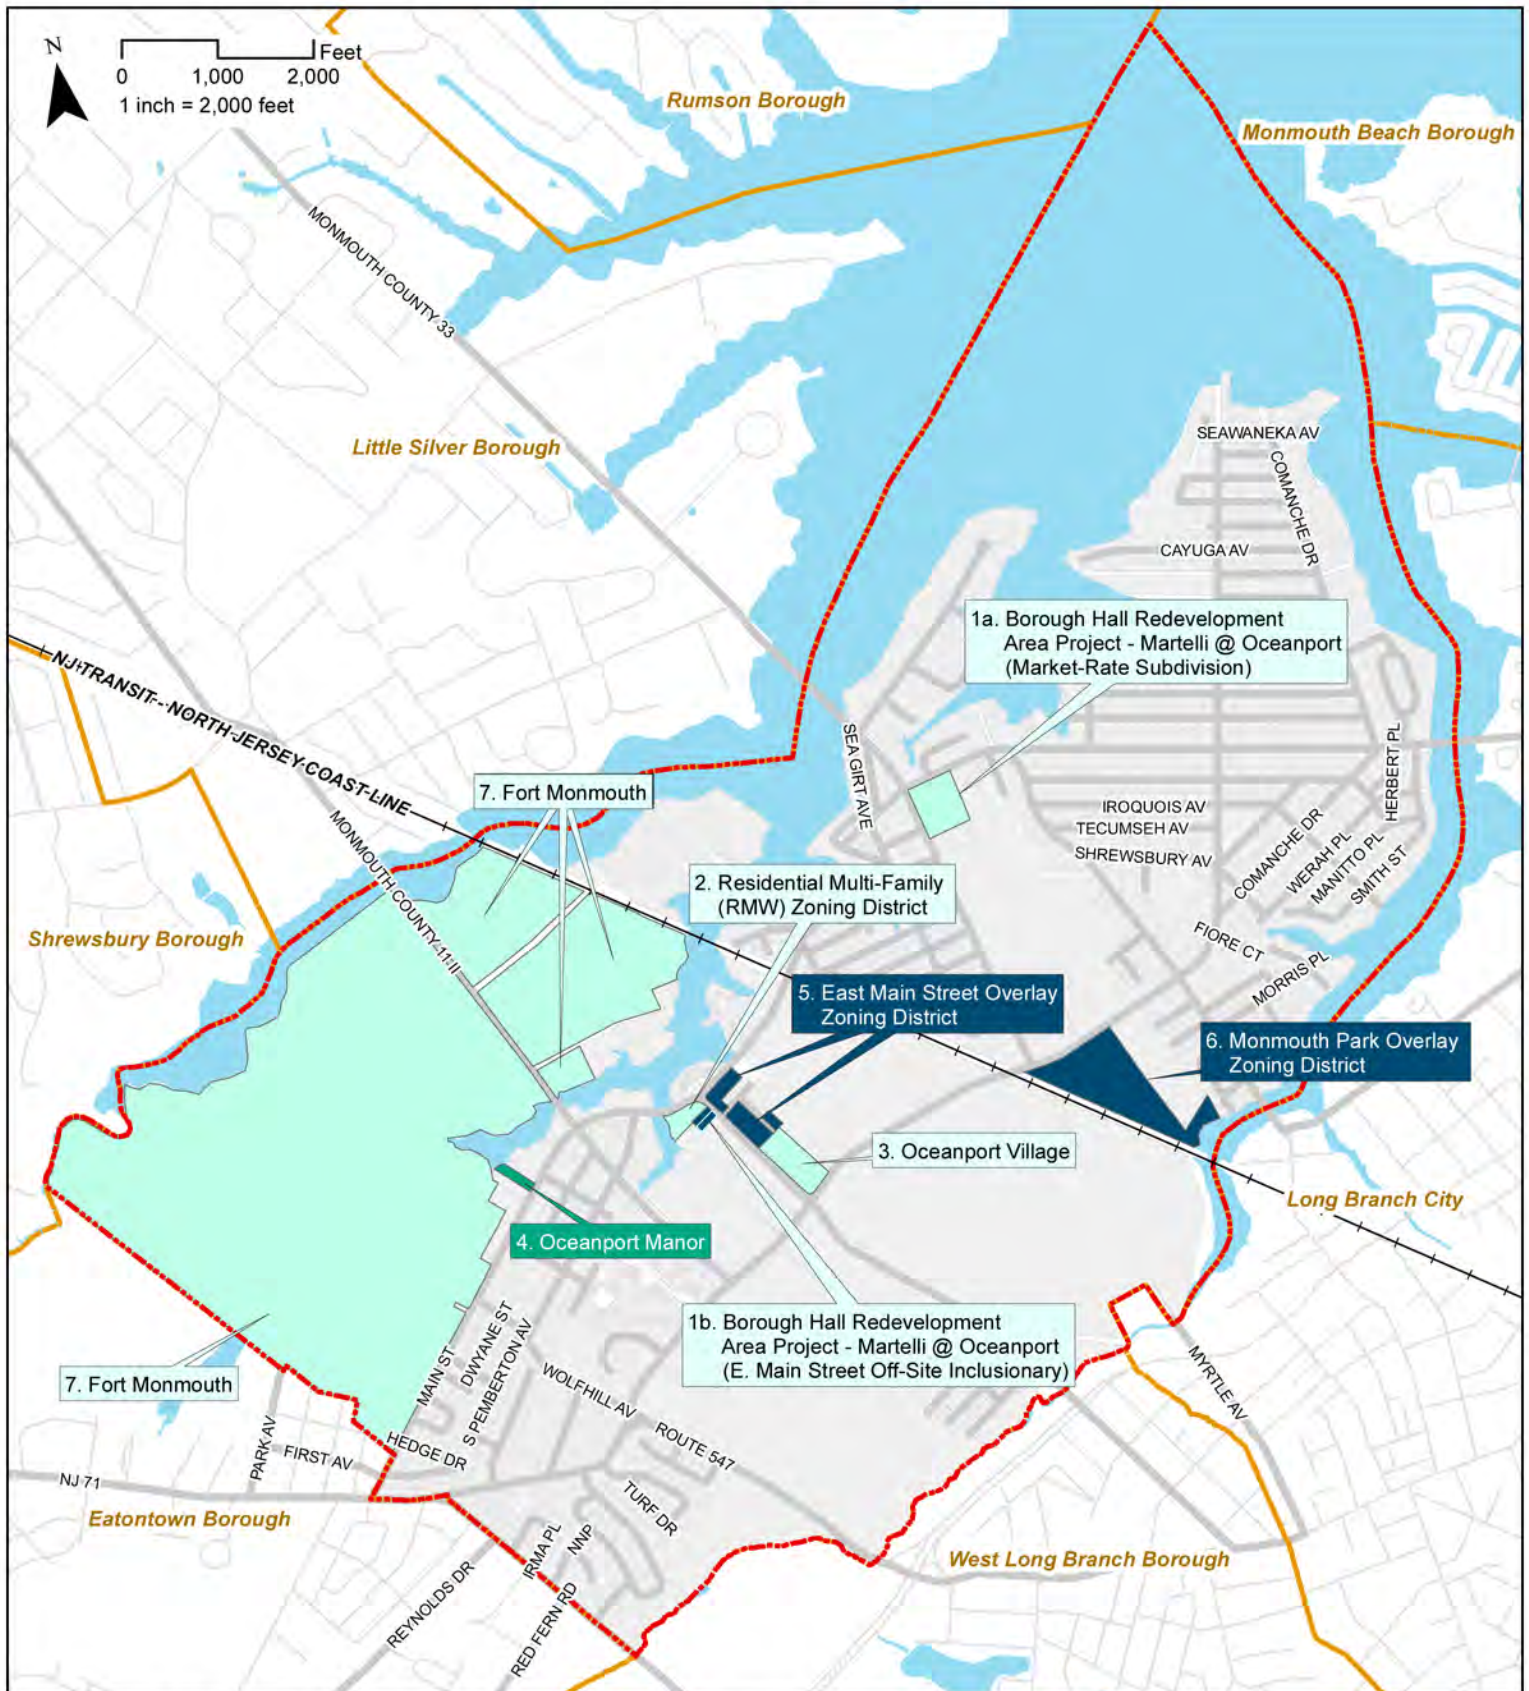 N
Feet
0 1,000 2,000
1 inch = 2,000 feet
Rumson Borough
Monmouth Beach Borough
MONMOUTH COUNTY 33
Little Silver Borough
SEAWANEKA AV
COMANCHE DR
CAYUGA AV
1a. Borough Hall Redevelopment
Area Project - Martelli @ Oceanport
(Market-Rate Subdivision)
NJ TRANSIT - NORTH JERSEY COAST LINE
SEA GIRT AVE
HERBERT PL
7. Fort Monmouth
IROQUOIS AV
TECUMSEH AV
SHREWSBURY AV
COMANCHE DR
WERAH PL
MANITTO PL
SMITH ST
MONMOUTH COUNTY 11 II
2. Residential Multi-Family
(RMW) Zoning District
Shrewsbury Borough
FIORE CT
MORRIS PL
5. East Main Street Overlay
Zoning District
6. Monmouth Park Overlay
Zoning District
3. Oceanport Village
Long Branch City
4. Oceanport Manor
1b. Borough Hall Redevelopment
Area Project - Martelli @ Oceanport
(E. Main Street Off-Site Inclusionary)
7. Fort Monmouth
MAIN ST
DWYANE ST
S PEMBERTON AV
WOLFHILL AV
ROUTE 547
MYRTLE AV
PARK AV
FIRST AV
HEDGE DR
NJ 71
Eatontown Borough
TURF DR
IRMA PL
NNP
REYNOLDS DR
RED FERN RD
West Long Branch Borough